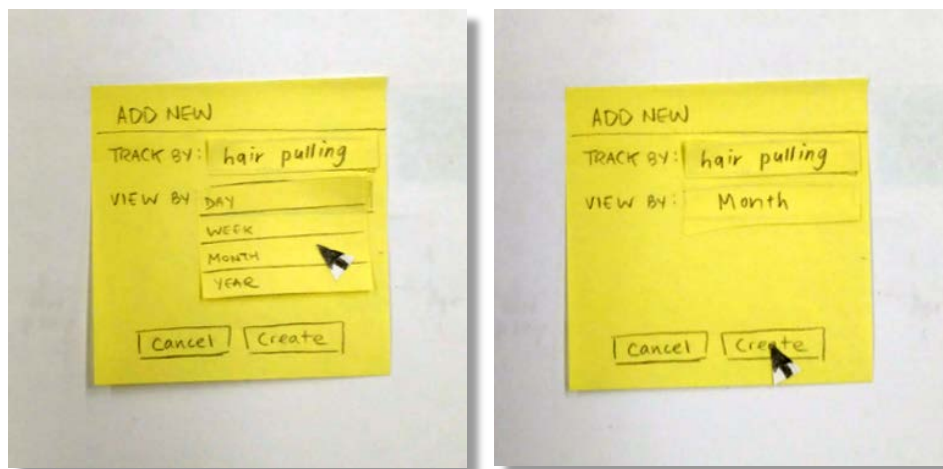 ADD NEW
TRACK BY: hair pulling
VIEW BY DAY
WEEK
MONTH
YEAR
Cancel Create
ADD NEW
TRACK BY: hair pulling
VIEW BY: Month
Cancel Create